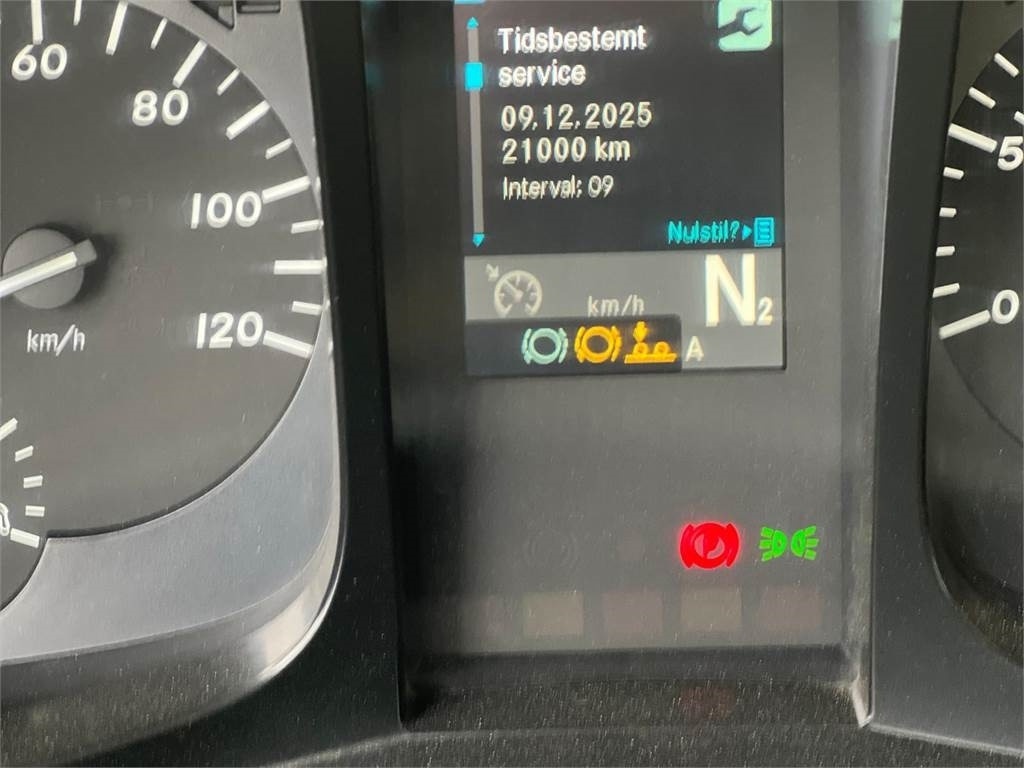 60
80
100
120
km/h
Tidsbestemt
service
09.12.2025
21000 km
Interval: 09
Nulstil?
km/h
N2
A
5
0